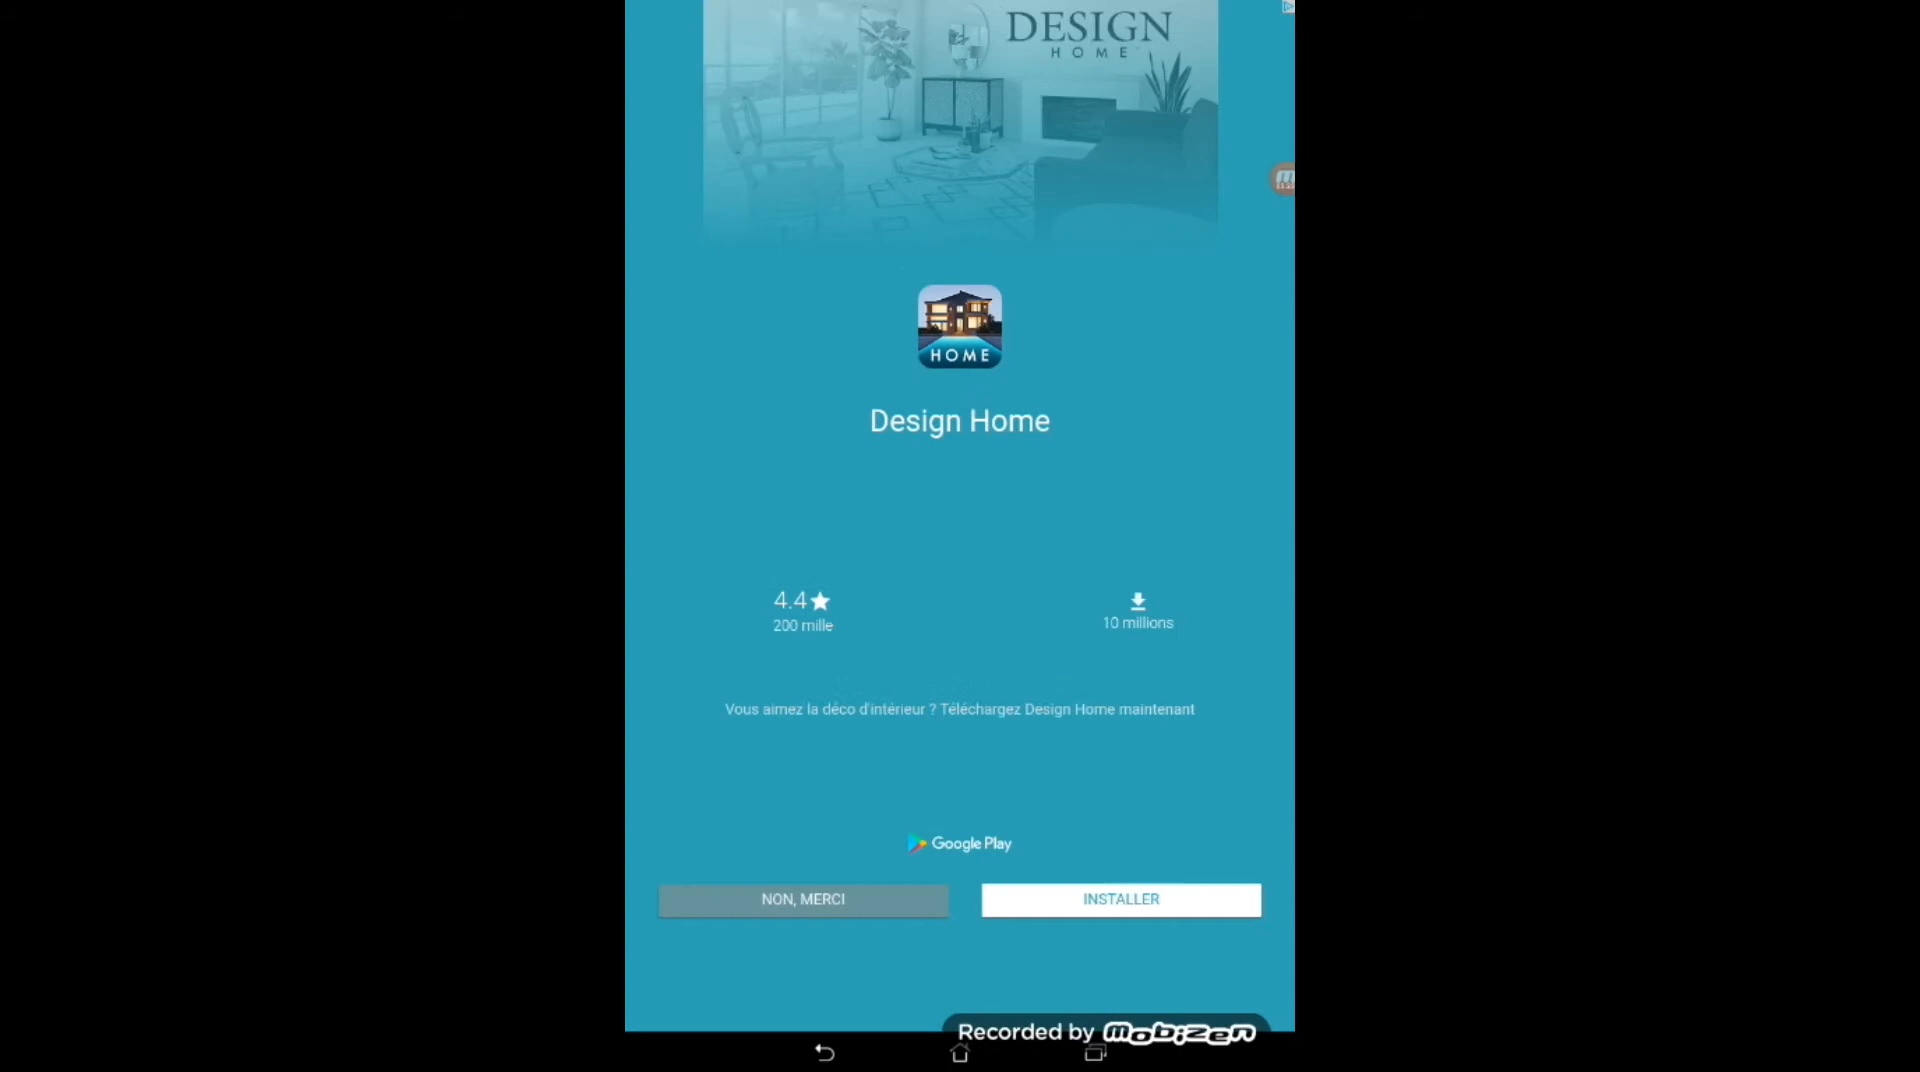 DESIGN
HOME
HOME
Design Home
4.4★
200 mille
10 millions
Vous aimez la déco d'intérieur ? Téléchargez Design Home maintenant
Google Play
NON, MERCI
INSTALLER
Recorded by mobizen